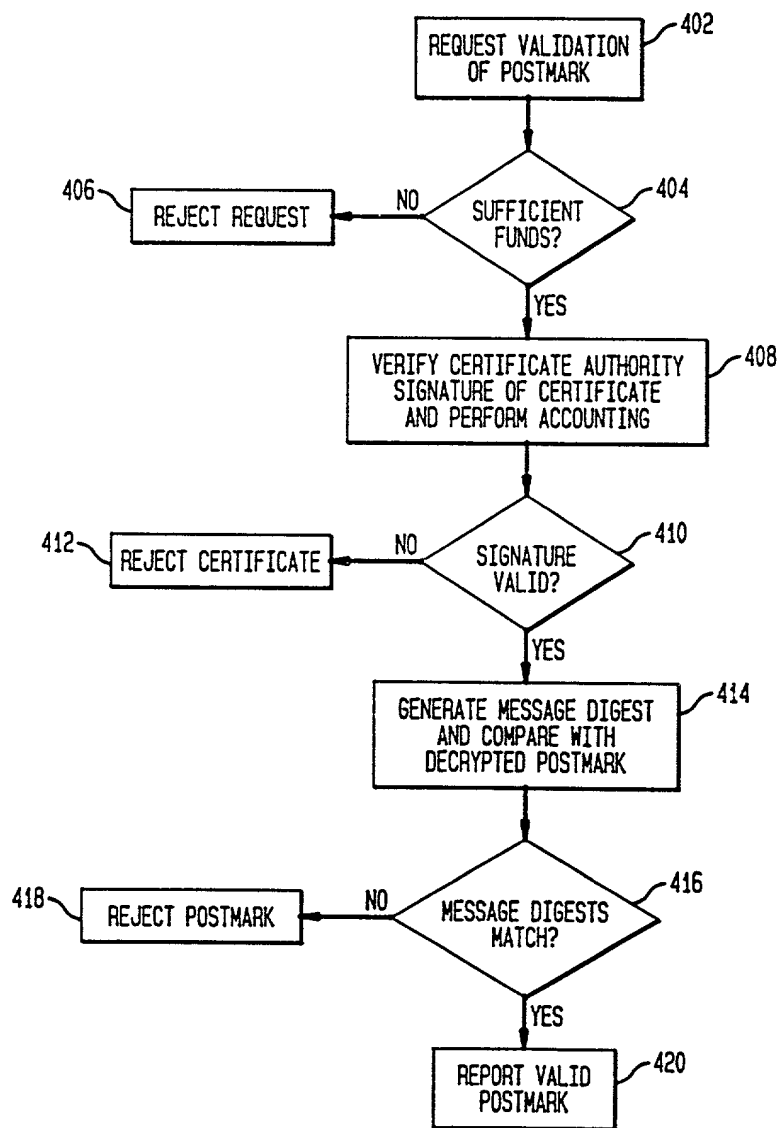 REQUEST VALIDATION
OF POSTMARK
402
SUFFICIENT
FUNDS?
404
NO
406
REJECT REQUEST
YES
VERIFY CERTIFICATE AUTHORITY
SIGNATURE OF CERTIFICATE
AND PERFORM ACCOUNTING
408
SIGNATURE
VALID?
410
NO
412
REJECT CERTIFICATE
YES
GENERATE MESSAGE DIGEST
AND COMPARE WITH
DECRYPTED POSTMARK
414
MESSAGE DIGESTS
MATCH?
416
NO
418
REJECT POSTMARK
YES
REPORT VALID
POSTMARK
420